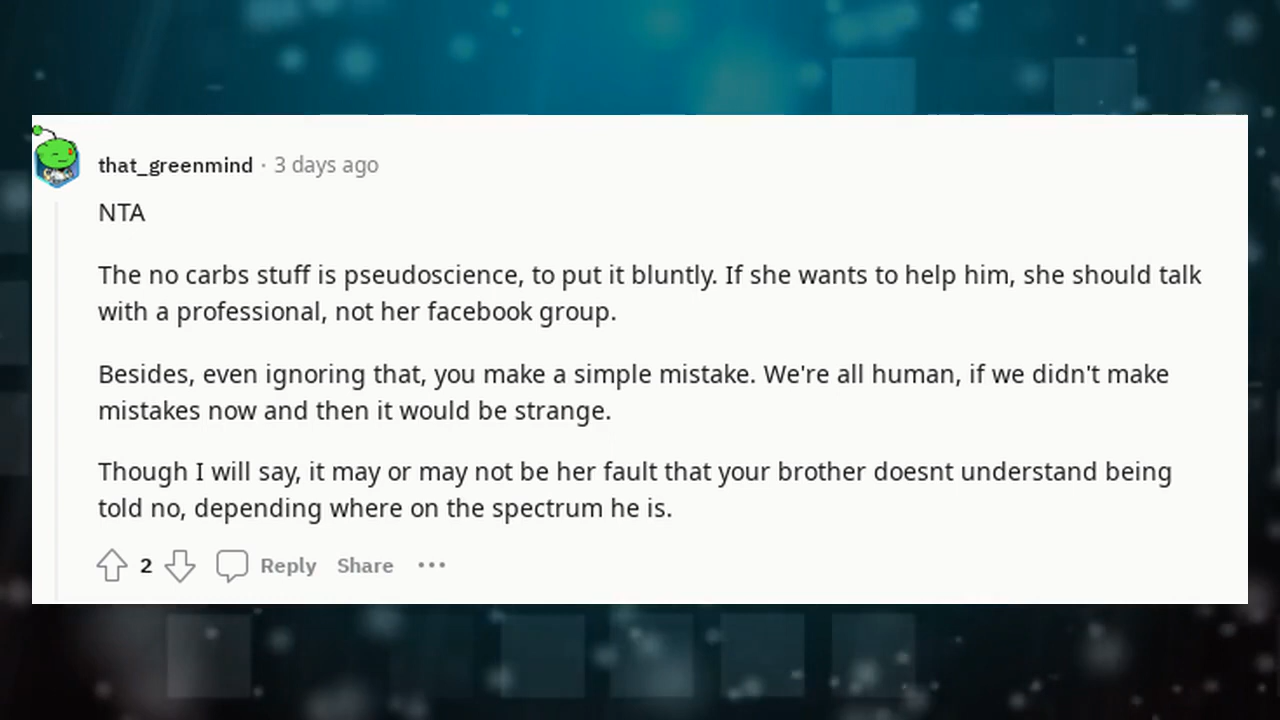 that_greenmind · 3 days ago
NTA
The no carbs stuff is pseudoscience, to put it bluntly. If she wants to help him, she should talk
with a professional, not her facebook group.
Besides, even ignoring that, you make a simple mistake. We're all human, if we didn't make
mistakes now and then it would be strange.
Though I will say, it may or may not be her fault that your brother doesnt understand being
told no, depending where on the spectrum he is.
2 Reply Share •••